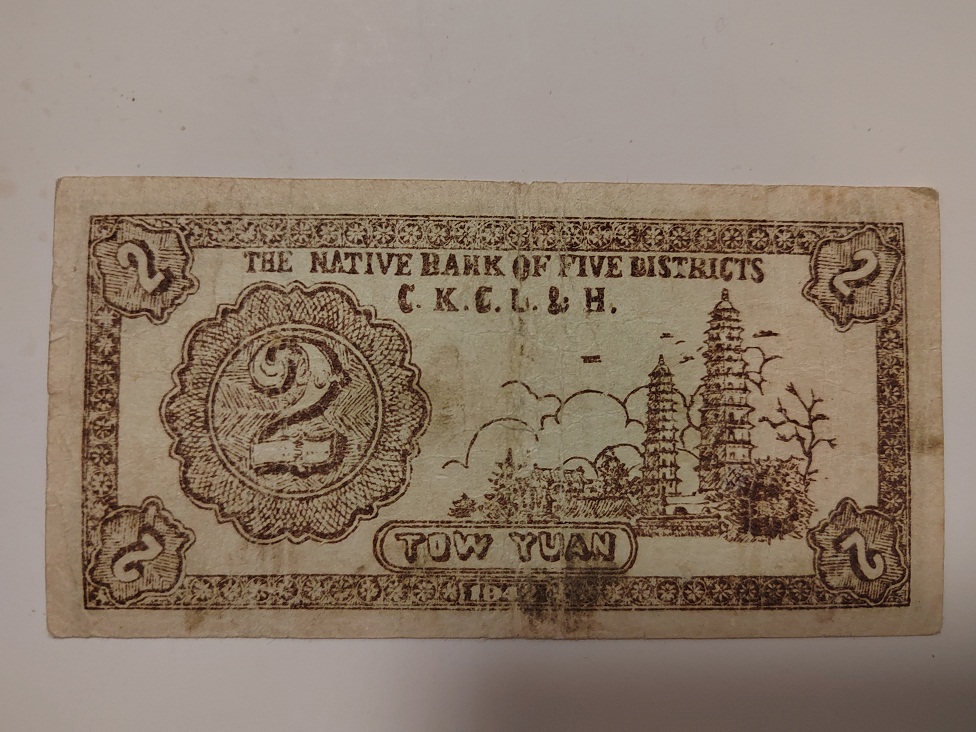 2 2
THE NATIVE BANK OF FIVE DISTRICTS
C. K. C. L. & H.
2
TOW YUAN
2 2